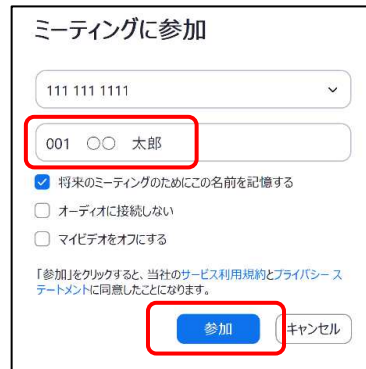 ミーティングに参加
111 111 1111
001 〇〇 太郎
将来のミーティングのためにこの名前を記憶する
オーディオに接続しない
マイビデオをオフにする
「参加」をクリックすると、当社のサービス利用規約とプライバシー ス
テートメントに同意したことになります。
参加 キャンセル